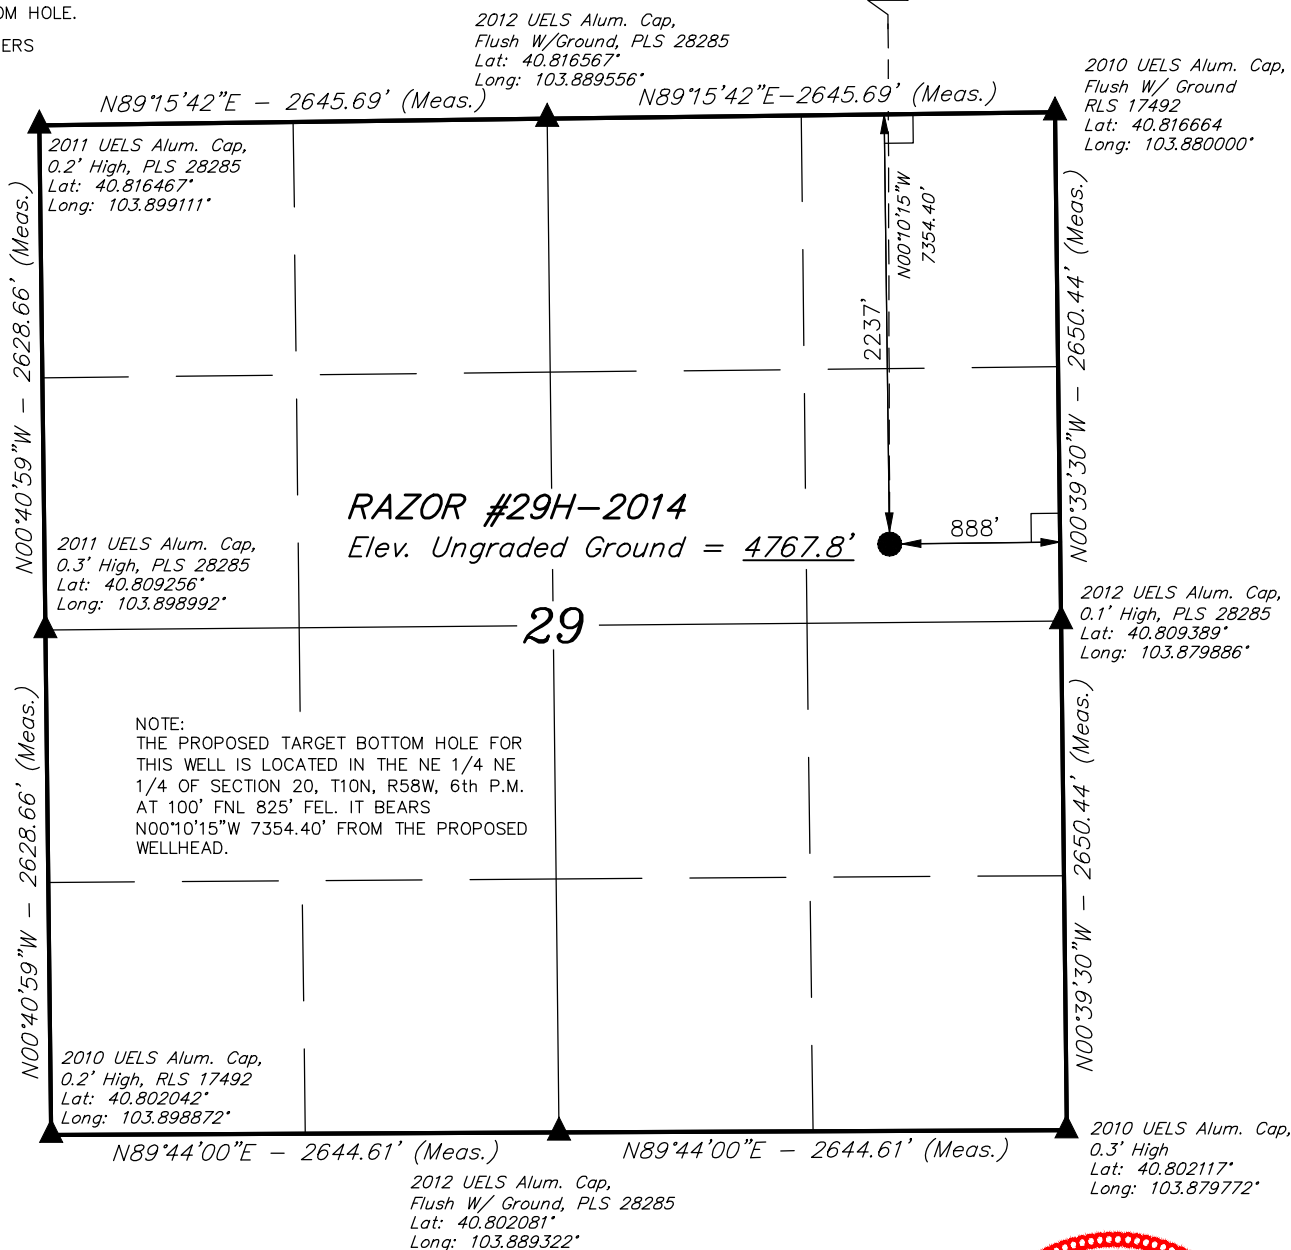 OM HOLE.
ERS
2012 UELS Alum. Cap,
Flush W/Ground, PLS 28285
Lat: 40.816567°
Long: 103.889556°
2010 UELS Alum. Cap,
Flush W/ Ground
RLS 17492
Lat: 40.816664
Long: 103.880000°
N89°15'42"E - 2645.69' (Meas.)
N89°15'42"E-2645.69' (Meas.)
2011 UELS Alum. Cap,
0.2' High, PLS 28285
Lat: 40.816467°
Long: 103.899111°
N00°40'59"W - 2628.66' (Meas.)
N00°10'15"W
7354.40'
2237'
N00°39'30"W - 2650.44' (Meas.)
RAZOR #29H-2014
Elev. Ungraded Ground = 4767.8'
888'
2011 UELS Alum. Cap,
0.3' High, PLS 28285
Lat: 40.809256°
Long: 103.898992°
29
2012 UELS Alum. Cap,
0.1' High, PLS 28285
Lat: 40.809389°
Long: 103.879886°
NOTE:
THE PROPOSED TARGET BOTTOM HOLE FOR
THIS WELL IS LOCATED IN THE NE 1/4 NE
1/4 OF SECTION 20, T10N, R58W, 6th P.M.
AT 100' FNL 825' FEL. IT BEARS
N00°10'15"W 7354.40' FROM THE PROPOSED
WELLHEAD.
N00°40'59"W - 2628.66' (Meas.)
N00°39'30"W - 2650.44' (Meas.)
2010 UELS Alum. Cap,
0.2' High, RLS 17492
Lat: 40.802042°
Long: 103.898872°
N89°44'00"E - 2644.61' (Meas.)
N89°44'00"E - 2644.61' (Meas.)
2010 UELS Alum. Cap,
0.3' High
Lat: 40.802117°
Long: 103.879772°
2012 UELS Alum. Cap,
Flush W/ Ground, PLS 28285
Lat: 40.802081°
Long: 103.889322°